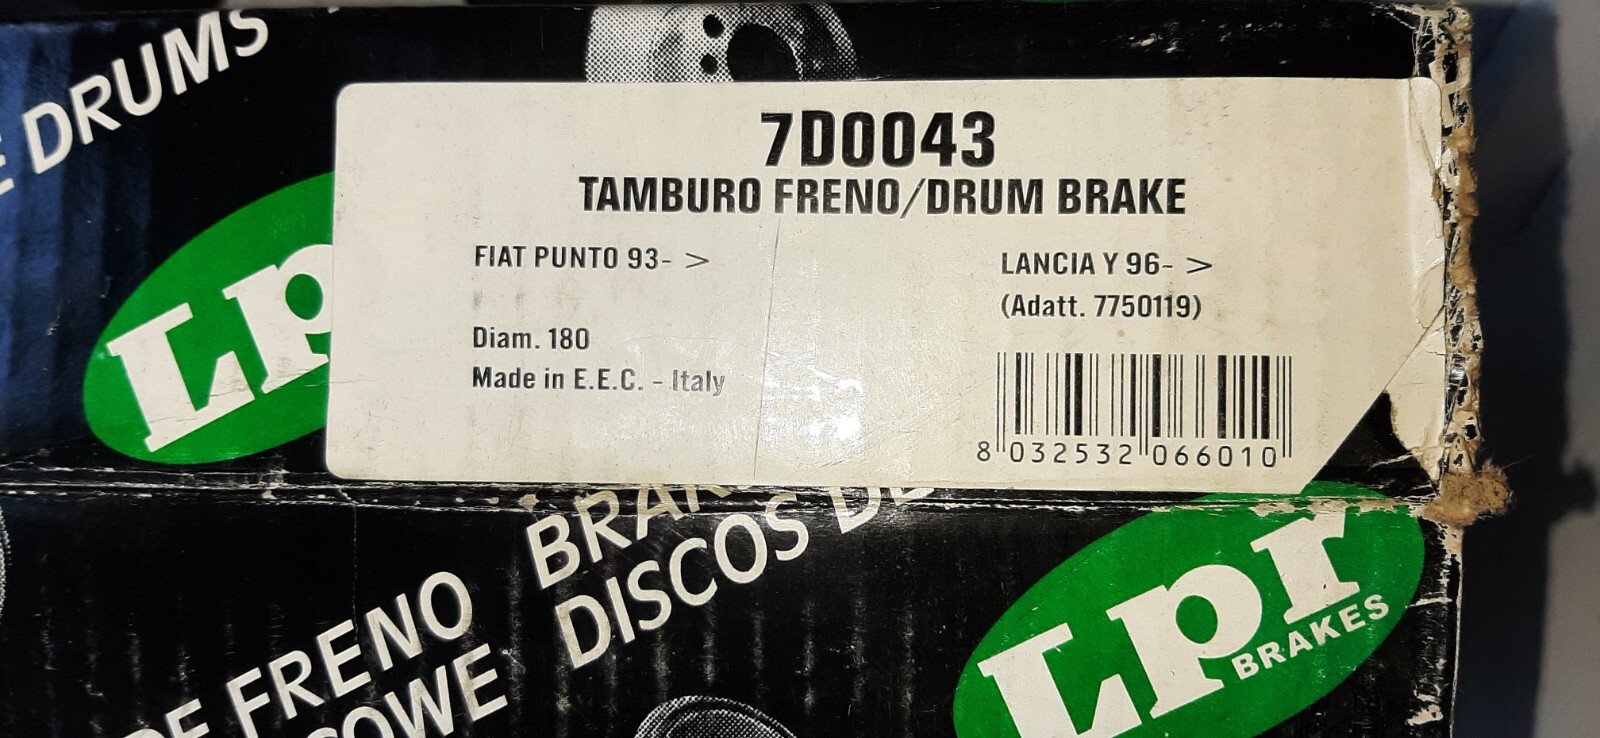 DRUMS
7D0043
TAMBURO FRENO/DRUM BRAKE
FIAT PUNTO 93- >
LANCIA Y 96- >
(Adatt. 7750119)
Diam. 180
Made in E.E.C. - Italy
8 032532 066010
Lp
DISCOS
FRENO
Lpr
BRAKES